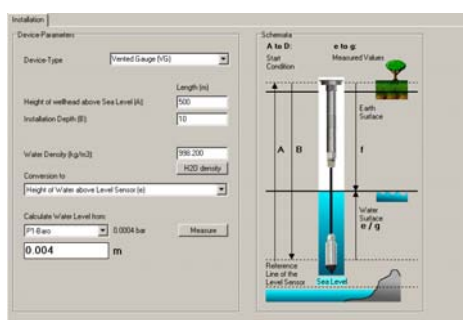 Installation
Device-Parameters
Device-Type
Vented Gauge (VG)
Length (m)
Height of wellhead above Sea Level (A):
500
Installation Depth (B):
10
Water Density (kg/m3):
998.200
H2O density
Conversion to
Height of Water above Level Sensor (e)
Calculate Water Level from:
P1-Baro
0.0004 bar
Measure
0.004
m
Schemata
A to D:
e to g:
Start
Condition
Measured Values
Earth
Surface
A
B
f
Water
Surface
e / g
Reference
Line of the
Level Sensor
Sea Level